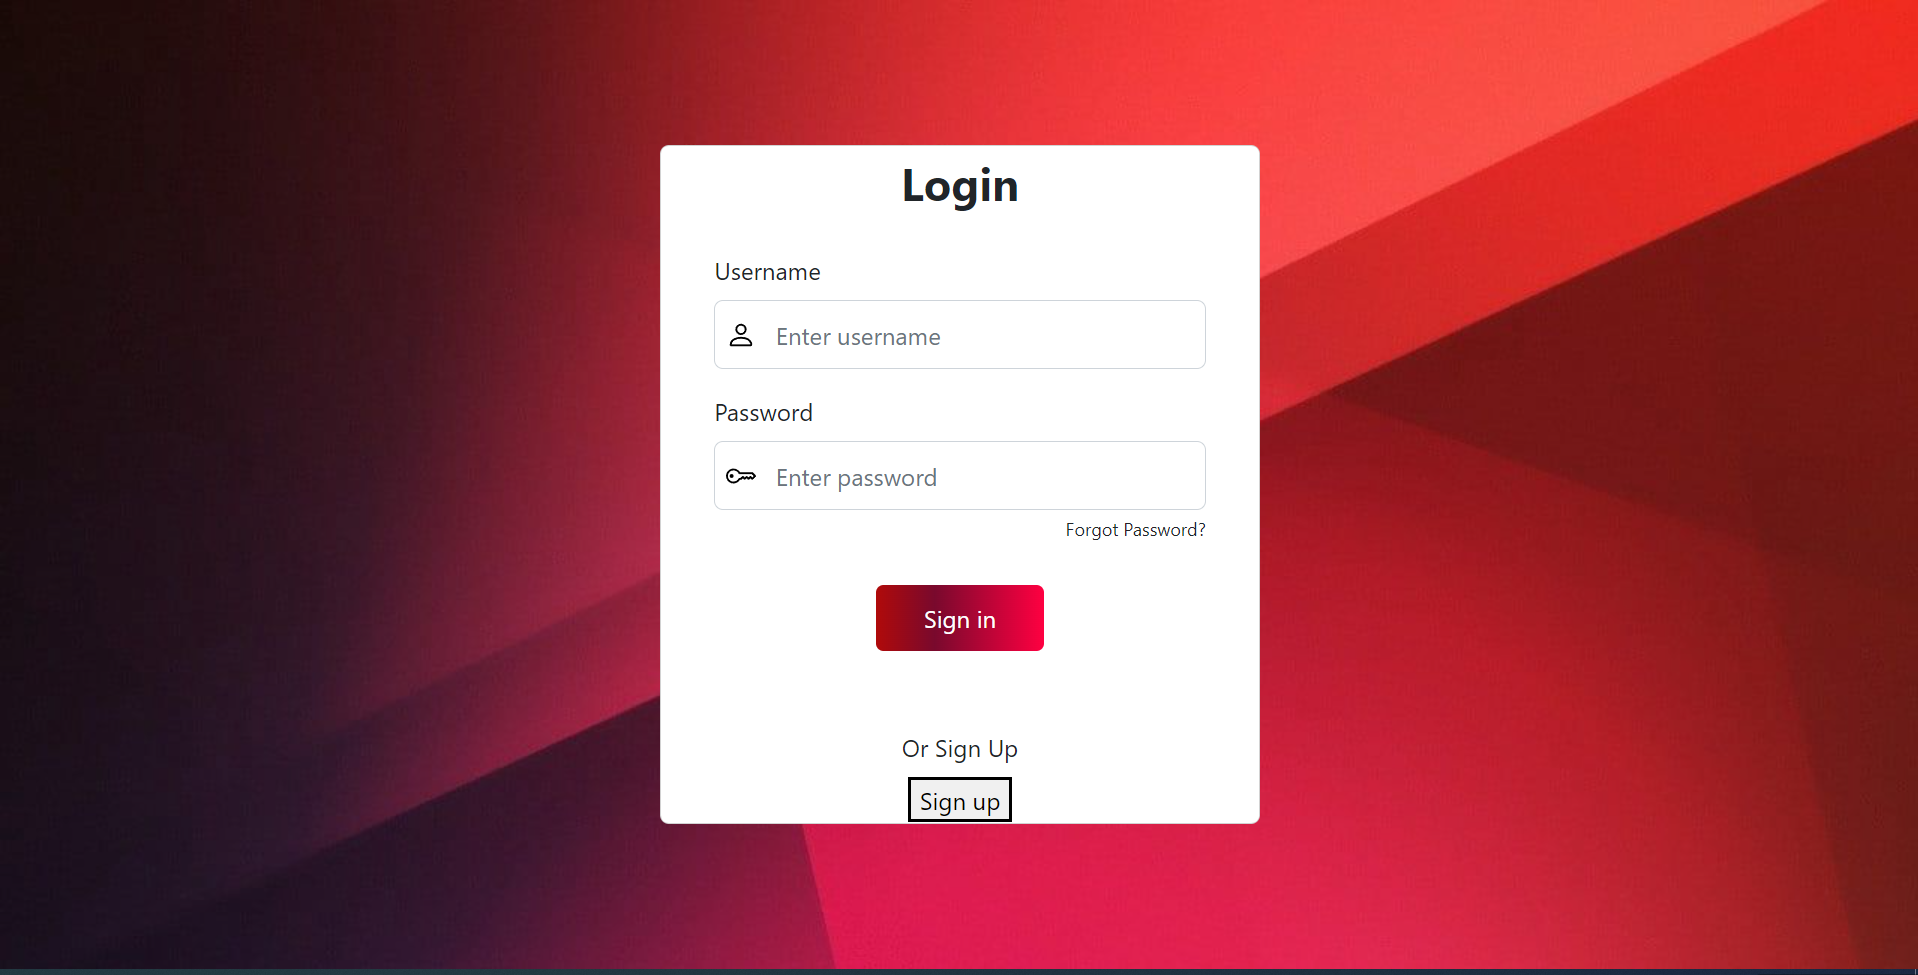 Login
Username
Enter username
Password
Enter password
Forgot Password?
Sign in
Or Sign Up
Sign up